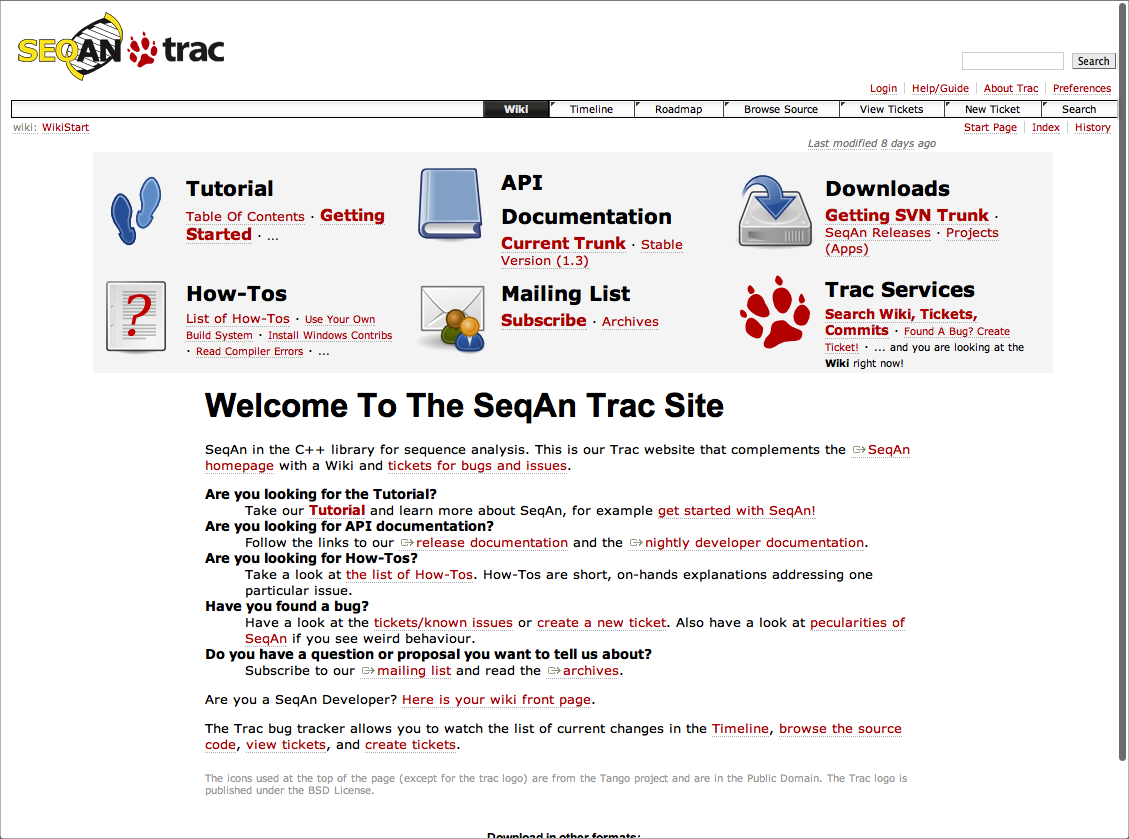 SEQAN trac
Search
Login Help/Guide About Trac Preferences
Wiki Timeline Roadmap Browse Source View Tickets New Ticket Search
wiki: WikiStart
Start Page Index History
Last modified 8 days ago
Tutorial
Table Of Contents · Getting
Started · ...
API
Documentation
Current Trunk · Stable
Version (1.3)
Downloads
Getting SVN Trunk ·
SeqAn Releases · Projects
(Apps)
?
How-Tos
List of How-Tos · Use Your Own
Build System · Install Windows Contribs
· Read Compiler Errors · ...
Mailing List
Subscribe · Archives
Trac Services
Search Wiki, Tickets,
Commits · Found A Bug? Create
Ticket! · ... and you are looking at the
Wiki right now!
Welcome To The SeqAn Trac Site
SeqAn in the C++ library for sequence analysis. This is our Trac website that complements the SeqAn
homepage with a Wiki and tickets for bugs and issues.
Are you looking for the Tutorial?
Take our Tutorial and learn more about SeqAn, for example get started with SeqAn!
Are you looking for API documentation?
Follow the links to our release documentation and the nightly developer documentation.
Are you looking for How-Tos?
Take a look at the list of How-Tos. How-Tos are short, on-hands explanations addressing one
particular issue.
Have you found a bug?
Have a look at the tickets/known issues or create a new ticket. Also have a look at pecularities of
SeqAn if you see weird behaviour.
Do you have a question or proposal you want to tell us about?
Subscribe to our mailing list and read the archives.
Are you a SeqAn Developer? Here is your wiki front page.
The Trac bug tracker allows you to watch the list of current changes in the Timeline, browse the source
code, view tickets, and create tickets.
The icons used at the top of the page (except for the trac logo) are from the Tango project and are in the Public Domain. The Trac logo is
published under the BSD License.
Download in other formats: